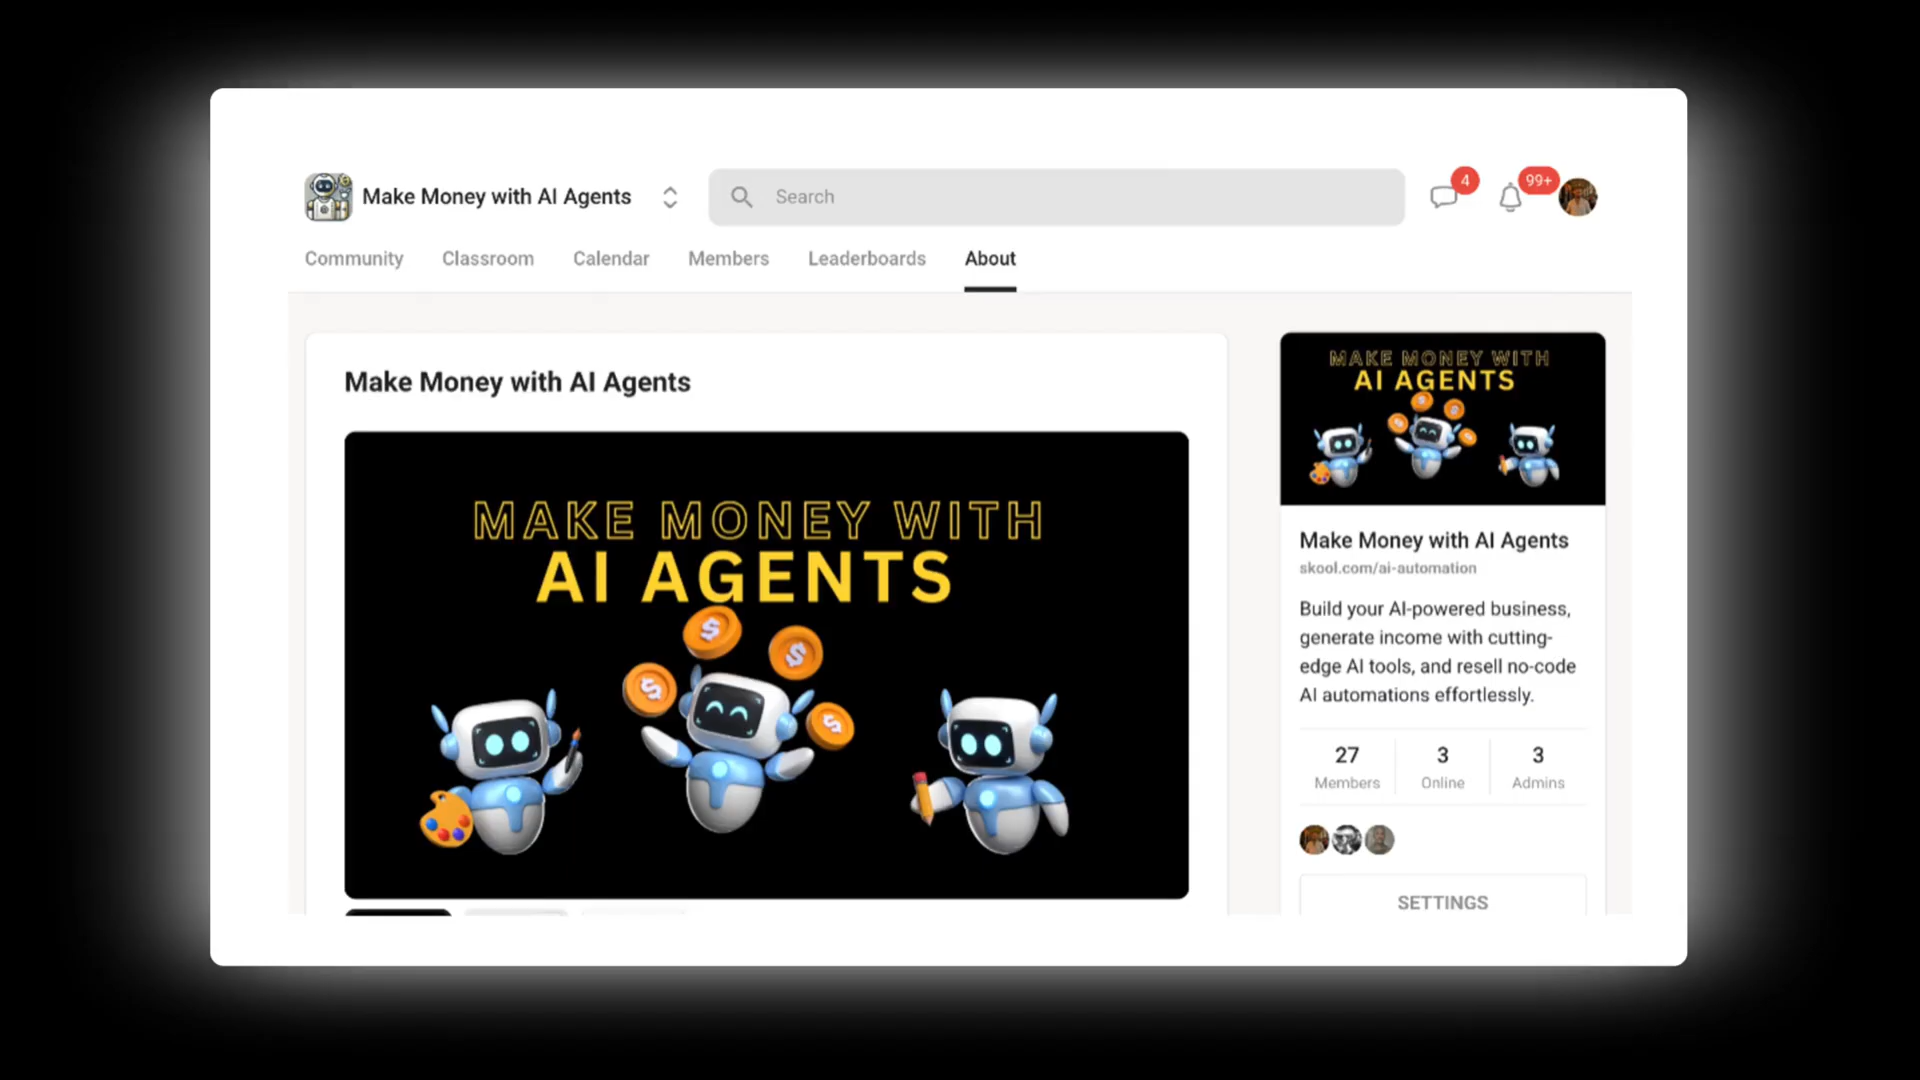 Make Money with AI Agents
Search
4
99+
Community Classroom Calendar Members Leaderboards About
Make Money with AI Agents
MAKE MONEY WITH
AI AGENTS
$ $ $ $
MAKE MONEY WITH
AI AGENTS
Make Money with AI Agents
skool.com/ai-automation
Build your AI-powered business,
generate income with cutting-
edge AI tools, and resell no-code
AI automations effortlessly.
27 3 3
Members Online Admins
SETTINGS